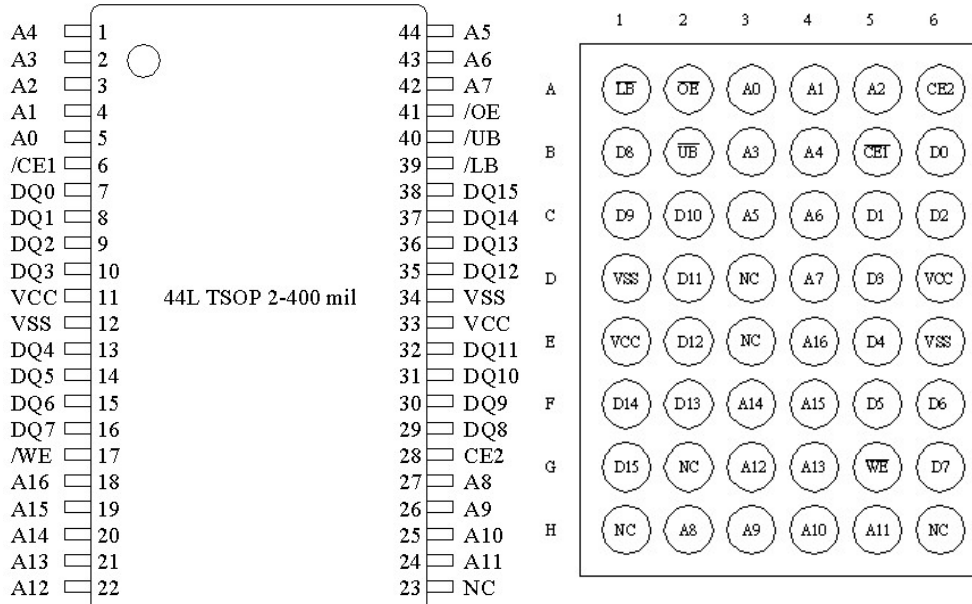 A4 1 44 A5
A3 2 43 A6
A2 3 42 A7
A1 4 41 /OE
A0 5 40 /UB
/CE1 6 39 /LB
DQ0 7 38 DQ15
DQ1 8 37 DQ14
DQ2 9 36 DQ13
DQ3 10 35 DQ12
VCC 11 44L TSOP 2-400 mil 34 VSS
VSS 12 33 VCC
DQ4 13 32 DQ11
DQ5 14 31 DQ10
DQ6 15 30 DQ9
DQ7 16 29 DQ8
/WE 17 28 CE2
A16 18 27 A8
A15 19 26 A9
A14 20 25 A10
A13 21 24 A11
A12 22 23 NC
1 2 3 4 5 6
A L̅B̅ O̅E̅ A0 A1 A2 CE2
B D8 U̅B̅ A3 A4 C̅E̅1̅ D0
C D9 D10 A5 A6 D1 D2
D VSS D11 NC A7 D3 VCC
E VCC D12 NC A16 D4 VSS
F D14 D13 A14 A15 D5 D6
G D15 NC A12 A13 W̅E̅ D7
H NC A8 A9 A10 A11 NC